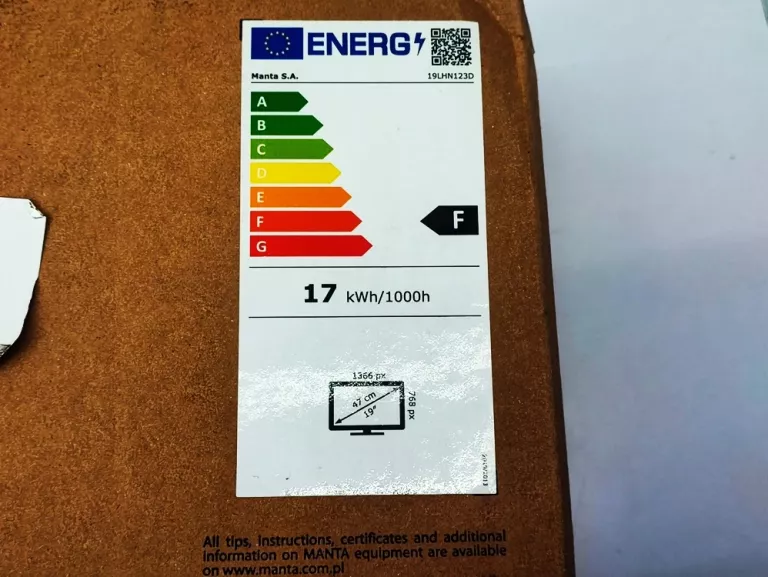 ENERG
Manta S.A. 19LHN123D
A
B
C
D
E
F
F
G
17 kWh/1000h
1366 px
47 cm
19"
768 px
2019/2013
All tips, instructions, certificates and additional
information on MANTA equipment are available
on www.manta.com.pl